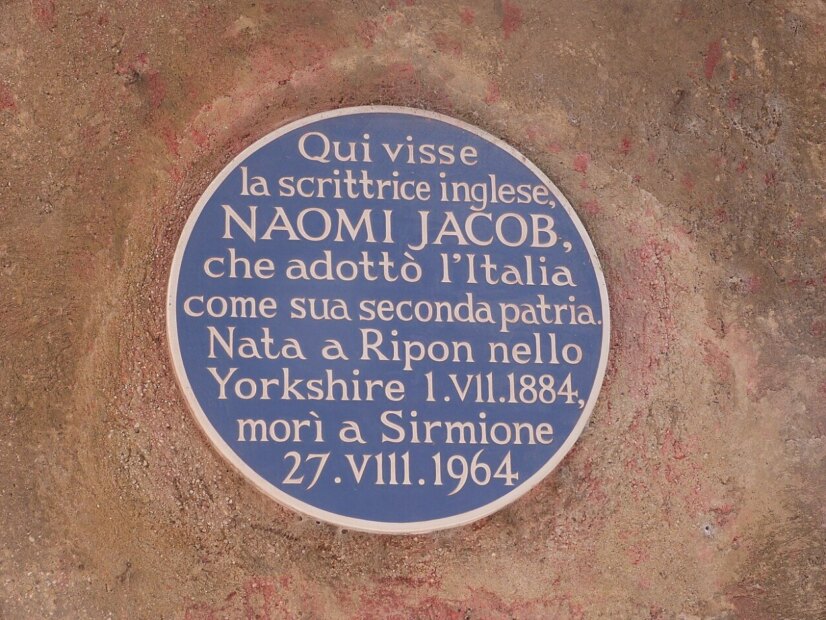 Qui visse
la scrittrice inglese,
NAOMI JACOB,
che adottò l'Italia
come sua seconda patria.
Nata a Ripon nello
Yorkshire 1.VII.1884,
morì a Sirmione
27.VIII.1964